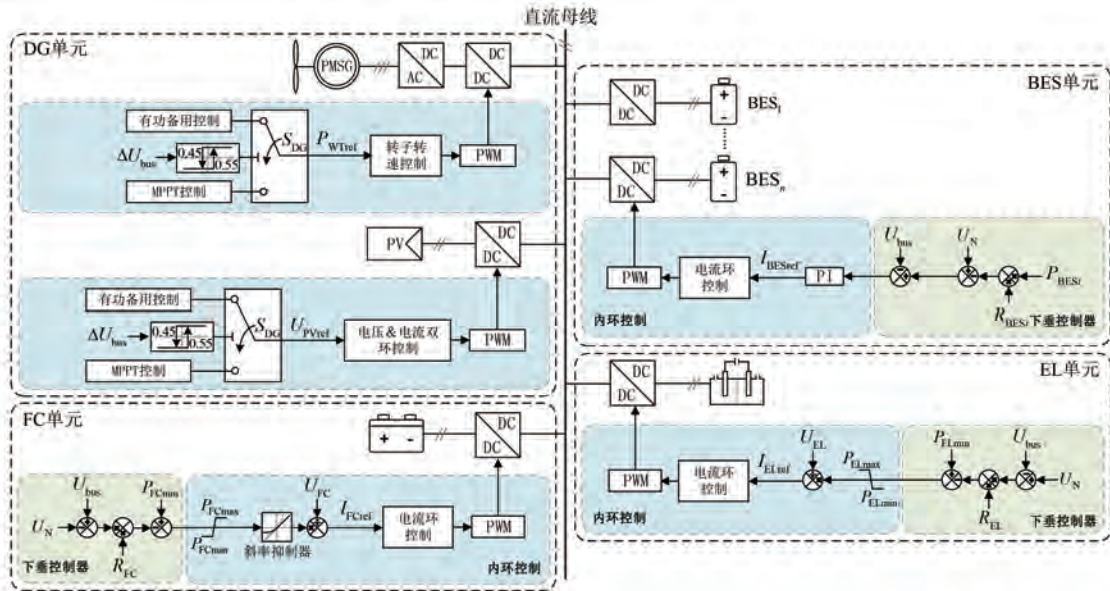 直流母线
DG单元
PMSG
DC
AC
DC
DC
有功备用控制
ΔU_bus
0.45
0.55
MPPT控制
S_DG
P_WTref
转子转速控制
PWM
PV
DC
DC
有功备用控制
ΔU_bus
0.45
0.55
MPPT控制
S_DG
U_PVref
电压&电流双环控制
PWM
FC单元
+ -
DC
DC
U_N
U_bus
R_FC
P_FCmin
下垂控制器
P_FCmax
P_FCmin
斜率抑制器
U_FC
I_FCref
电流环控制
PWM
内环控制
BES单元
DC
DC
+
-
BES_1
DC
DC
+
-
BES_n
PWM
电流环控制
I_BESref
PI
U_bus
U_N
P_BESi
R_BESi
内环控制
下垂控制器
EL单元
DC
DC
PWM
电流环控制
I_ELref
U_EL
P_ELmax
P_ELmin
P_ELmin
U_bus
U_N
R_EL
内环控制
下垂控制器